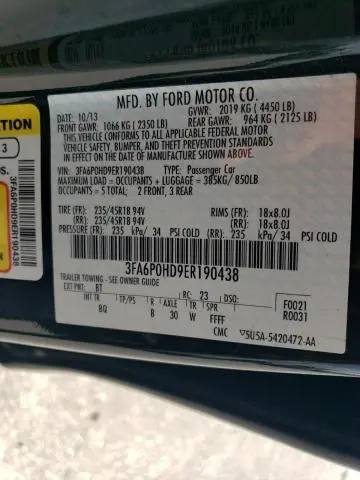 MFD. BY FORD MOTOR CO.
10/13
GVWR: 2019 KG ( 4450 LB)
FRONT GAWR: 1066 KG ( 2350 LB)
REAR GAWR: 964 KG ( 2125 LB)
THIS VEHICLE CONFORMS TO ALL APPLICABLE FEDERAL MOTOR
VEHICLE SAFETY, BUMPER, AND THEFT PREVENTION STANDARDS
IN EFFECT ON THE DATE OF MANUFACTURE SHOWN ABOVE.
VIN: 3FA6P0HD9ER190438
TYPE: Passenger Car
MAXIMUM LOAD = OCCUPANTS + LUGGAGE = 385KG/ 850LB
OCCUPANTS = 5 TOTAL; 2 FRONT, 3 REAR
TIRE (FR): 235/45R18 94V RIMS (FR): 18x8.0J
(RR): 235/45R18 94V (RR): 18x8.0J
PRESSURE (FR) 235 kPa/ 34 PSI COLD (RR) 235 kPa/ 34 PSI COLD
3FA6P0HD9ER190438
TRAILER TOWING - SEE OWNER GUIDE
EXT PNT: BT RC: 23 DSO: F0021
INT TR TP/PS R AXLE TR SPR R0031
BQ B 30 W FFFF
CMC 5U5A-5420472-AA
TION
3
S.
3FA6P0HD9ER190438